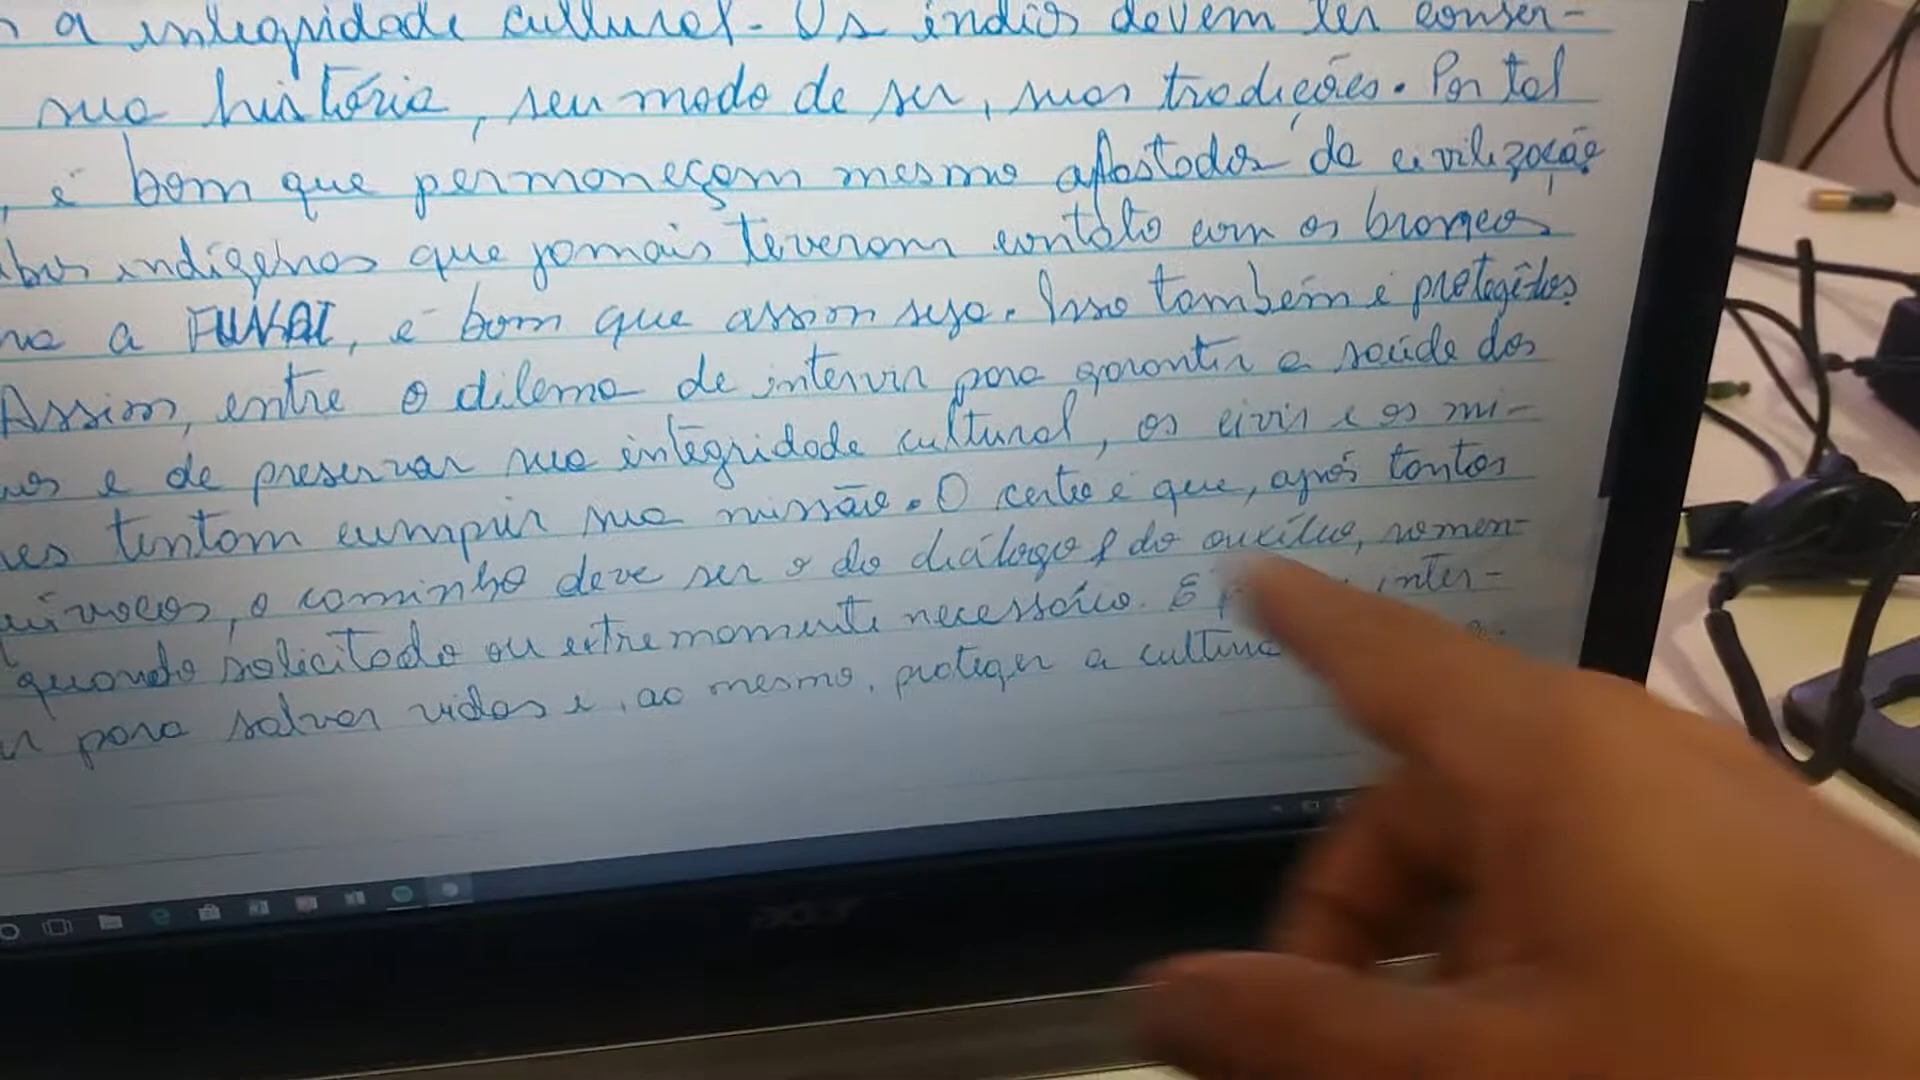 a integridade cultural. Os índios devem ter conser-
sua história, seu modo de ser, suas tradições. Por tal
, é bom que permaneçam mesmo afastados da civilização
indígenas que jamais tiveram contato com os brancos
a FUNAI, é bom que assim seja. Isso também é protegê-los.
Assim, entre o dilema de intervir para garantir a saúde dos
e de preservar sua integridade cultural, os civis e os mi-
tentam cumprir sua missão. O certo é que, após tantos
o caminho deve ser o do diálogo e do auxílio, somen-
quando solicitado ou extremamente necessário. É inter-
para salvar vidas e, ao mesmo, proteger a cultura
acer